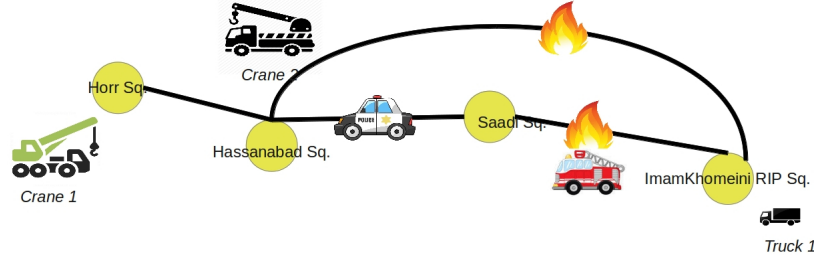 Crane 2
Horr Sq.
Saadi Sq.
POLICE
Hassanabad Sq.
ImamKhomeini RIP Sq.
Crane 1
Truck 1